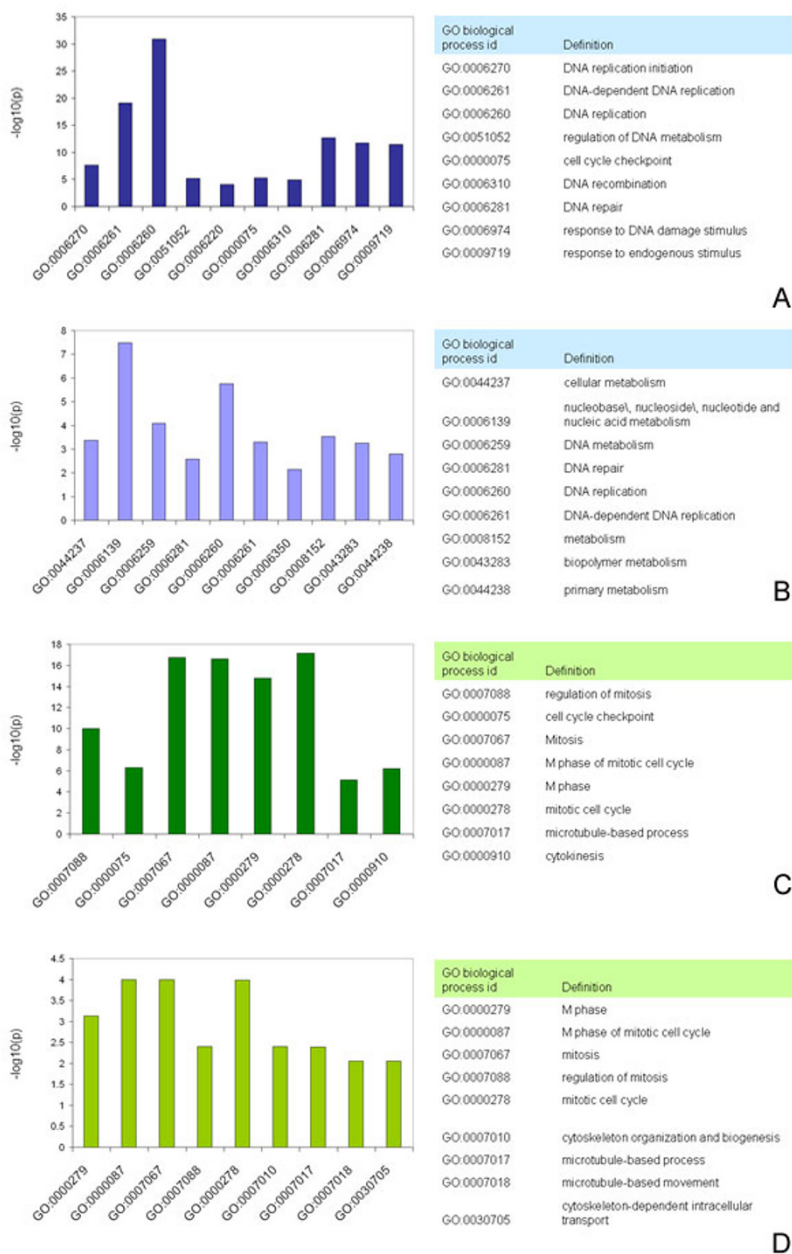 35
30
25
20
15
10
5
0
-log10(p)
GO:0006270
GO:0006261
GO:0006260
GO:0051052
GO:0006220
GO:0000075
GO:0006310
GO:0006281
GO:0006974
GO:0009719
GO biological
process id Definition
GO:0006270 DNA replication initiation
GO:0006261 DNA-dependent DNA replication
GO:0006260 DNA replication
GO:0051052 regulation of DNA metabolism
GO:0000075 cell cycle checkpoint
GO:0006310 DNA recombination
GO:0006281 DNA repair
GO:0006974 response to DNA damage stimulus
GO:0009719 response to endogenous stimulus
A
8
7
6
5
4
3
2
1
0
-log10(p)
GO:0044237
GO:0006139
GO:0006259
GO:0006281
GO:0006260
GO:0006261
GO:0006350
GO:0008152
GO:0043283
GO:0044238
GO biological
process id Definition
GO:0044237 cellular metabolism
nucleobase\, nucleoside\, nucleotide and
GO:0006139 nucleic acid metabolism
GO:0006259 DNA metabolism
GO:0006281 DNA repair
GO:0006260 DNA replication
GO:0006261 DNA-dependent DNA replication
GO:0008152 metabolism
GO:0043283 biopolymer metabolism
GO:0044238 primary metabolism
B
18
16
14
12
10
8
6
4
2
0
-log10(p)
GO:0007088
GO:0000075
GO:0007067
GO:0000087
GO:0000279
GO:0000278
GO:0007017
GO:0000910
GO biological
process id Definition
GO:0007088 regulation of mitosis
GO:0000075 cell cycle checkpoint
GO:0007067 Mitosis
GO:0000087 M phase of mitotic cell cycle
GO:0000279 M phase
GO:0000278 mitotic cell cycle
GO:0007017 microtubule-based process
GO:0000910 cytokinesis
C
4.5
4
3.5
3
2.5
2
1.5
1
0.5
0
-log10(p)
GO:0000279
GO:0000087
GO:0007067
GO:0007088
GO:0000278
GO:0007010
GO:0007017
GO:0007018
GO:0030705
GO biological
process id Definition
GO:0000279 M phase
GO:0000087 M phase of mitotic cell cycle
GO:0007067 mitosis
GO:0007088 regulation of mitosis
GO:0000278 mitotic cell cycle
GO:0007010 cytoskeleton organization and biogenesis
GO:0007017 microtubule-based process
GO:0007018 microtubule-based movement
cytoskeleton-dependent intracellular
GO:0030705 transport
D